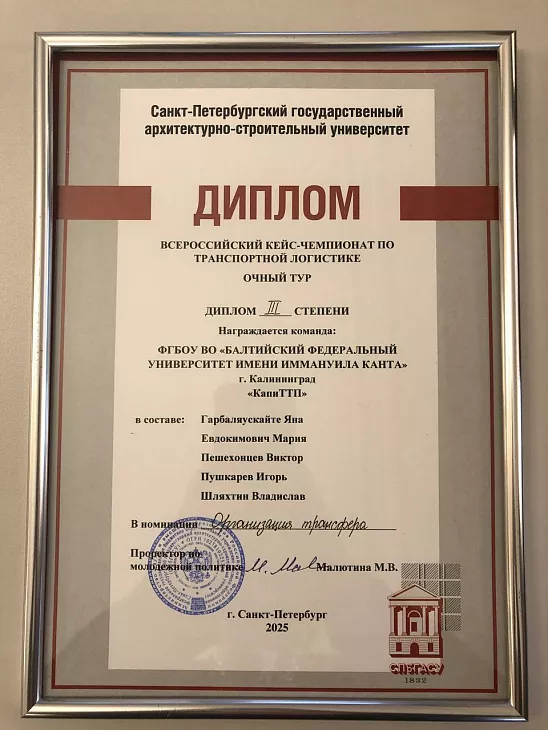 Санкт-Петербургский государственный
архитектурно-строительный университет
ДИПЛОМ
ВСЕРОССИЙСКИЙ КЕЙС-ЧЕМПИОНАТ ПО
ТРАНСПОРТНОЙ ЛОГИСТИКЕ
ОЧНЫЙ ТУР
ДИПЛОМ III СТЕПЕНИ
Награждается команда:
ФГБОУ ВО «БАЛТИЙСКИЙ ФЕДЕРАЛЬНЫЙ
УНИВЕРСИТЕТ ИМЕНИ ИММАНУИЛА КАНТА»
г. Калининград
«КапиТТП»
в составе: Гарбаляускайте Яна
Евдокимович Мария
Пешехонцев Виктор
Пушкарев Игорь
Шляхтин Владислав
В номинации Организация трансфера
Проректор по
молодежной политике Малютина М.В.
г. Санкт-Петербург
2025
СПБГАСУ
1832